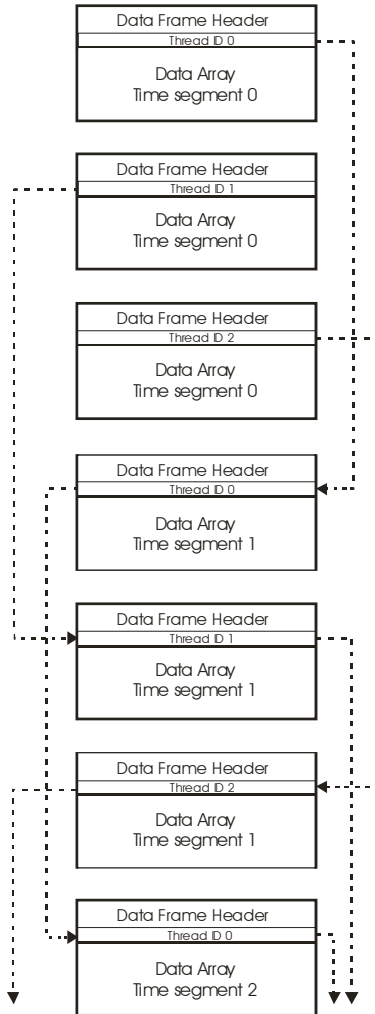 Data Frame Header
Thread ID 0
Data Array
Time segment 0
Data Frame Header
Thread ID 1
Data Array
Time segment 0
Data Frame Header
Thread ID 2
Data Array
Time segment 0
Data Frame Header
Thread ID 0
Data Array
Time segment 1
Data Frame Header
Thread ID 1
Data Array
Time segment 1
Data Frame Header
Thread ID 2
Data Array
Time segment 1
Data Frame Header
Thread ID 0
Data Array
Time segment 2